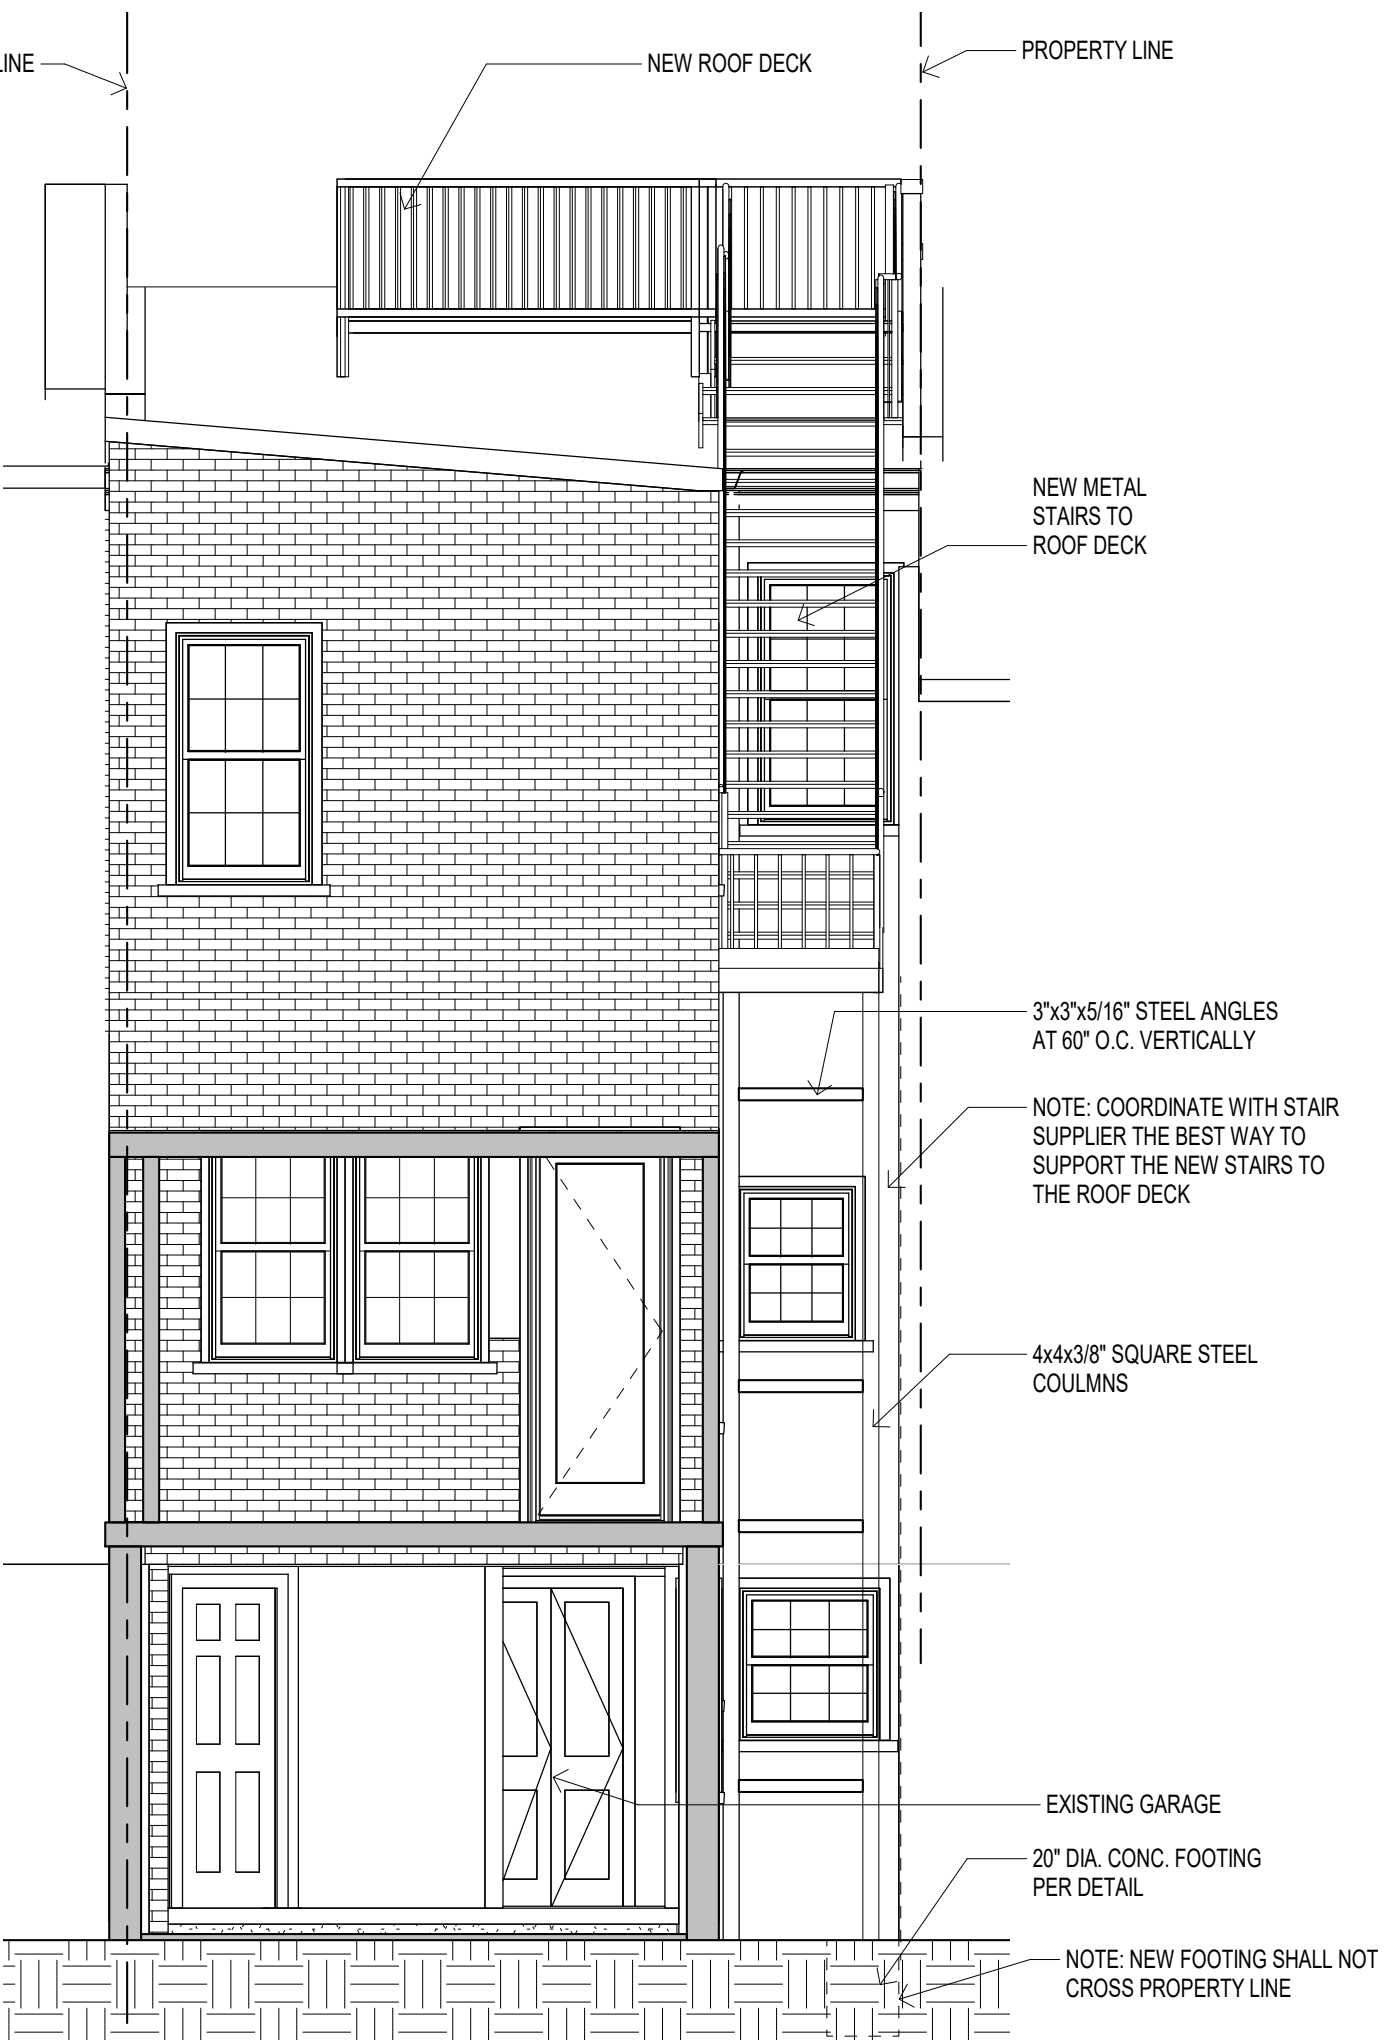 LINE
NEW ROOF DECK
PROPERTY LINE
NEW METAL
STAIRS TO
ROOF DECK
3"x3"x5/16" STEEL ANGLES
AT 60" O.C. VERTICALLY
NOTE: COORDINATE WITH STAIR
SUPPLIER THE BEST WAY TO
SUPPORT THE NEW STAIRS TO
THE ROOF DECK
4x4x3/8" SQUARE STEEL
COULMNS
EXISTING GARAGE
20" DIA. CONC. FOOTING
PER DETAIL
NOTE: NEW FOOTING SHALL NOT
CROSS PROPERTY LINE